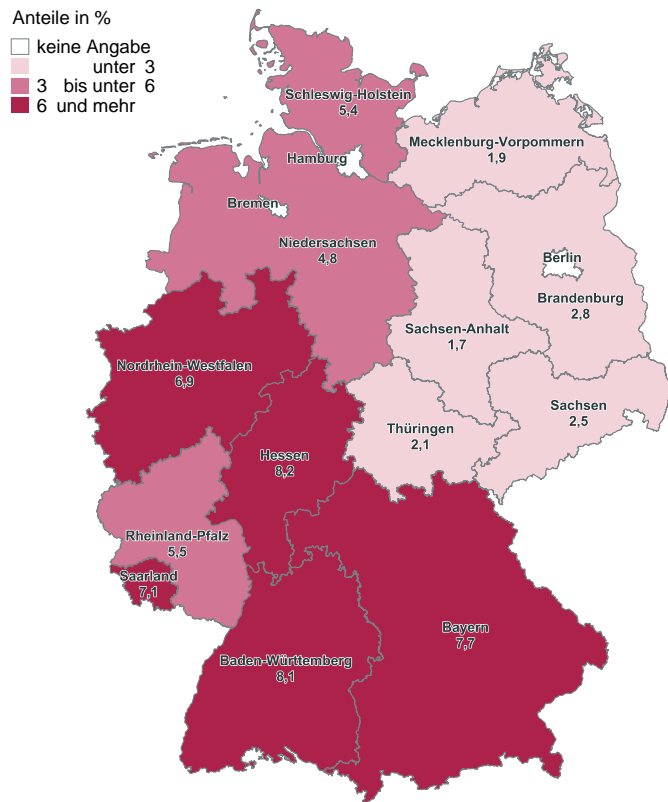 Anteile in %
keine Angabe
unter 3
3 bis unter 6
6 und mehr
Schleswig-Holstein
5,4
Mecklenburg-Vorpommern
1,9
Hamburg
Bremen
Niedersachsen
4,8
Berlin
Brandenburg
2,8
Sachsen-Anhalt
1,7
Nordrhein-Westfalen
6,9
Sachsen
2,5
Thüringen
2,1
Hessen
8,2
Rheinland-Pfalz
5,5
Saarland
7,1
Bayern
7,7
Baden-Württemberg
8,1